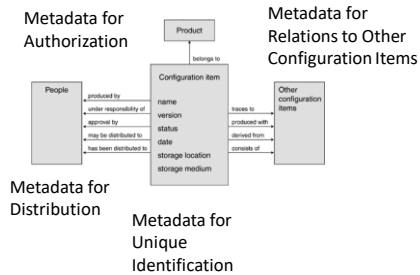 Metadata for
Authorization
Product
Metadata for
Relations to Other
Configuration Items
belongs to
People
produced by
under responsibility of
approval by
may be distributed to
has been distributed to
Configuration item
name
version
status
date
storage location
storage medium
traces to
produced with
derived from
consists of
Other
configuration
items
Metadata for
Distribution
Metadata for
Unique
Identification